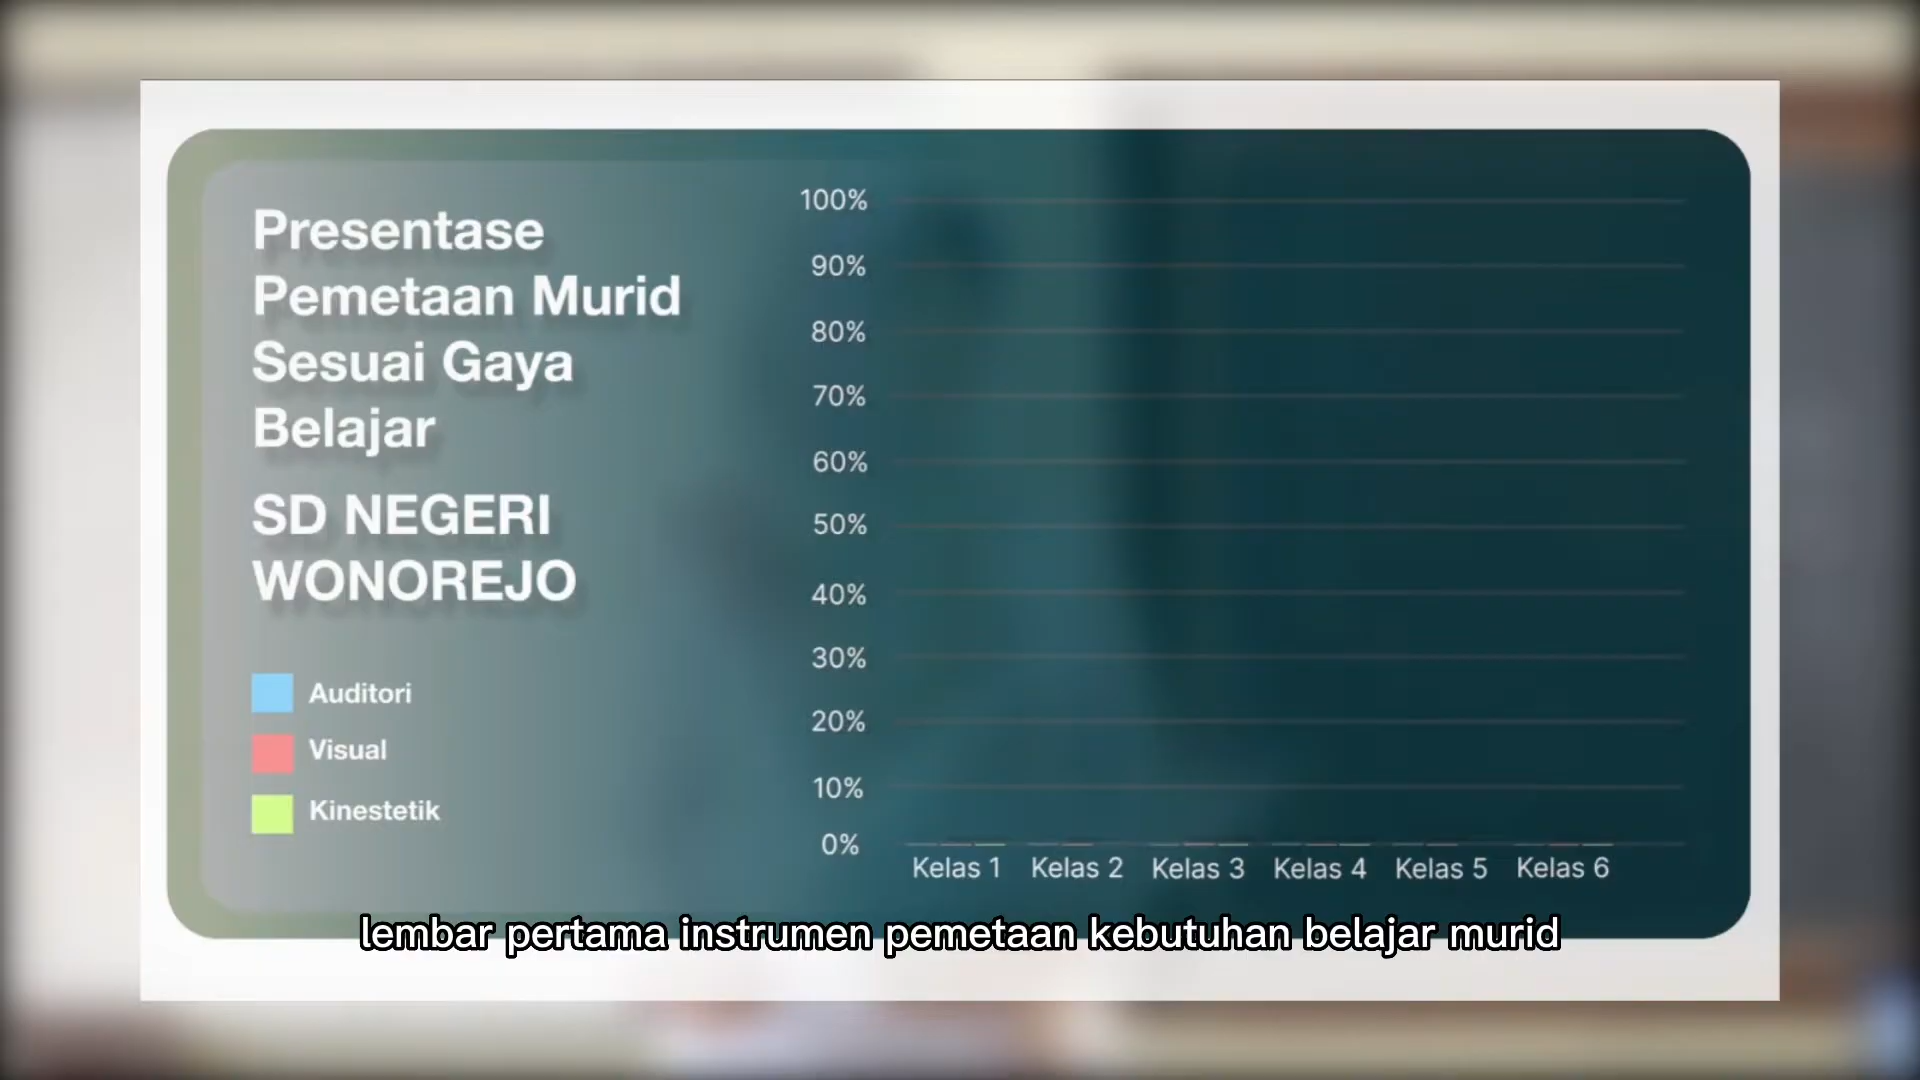 Presentase
Pemetaan Murid
Sesuai Gaya
Belajar
SD NEGERI
WONOREJO
Auditori
Visual
Kinestetik
100%
90%
80%
70%
60%
50%
40%
30%
20%
10%
0%
Kelas 1 Kelas 2 Kelas 3 Kelas 4 Kelas 5 Kelas 6
lembar pertama instrumen pemetaan kebutuhan belajar murid